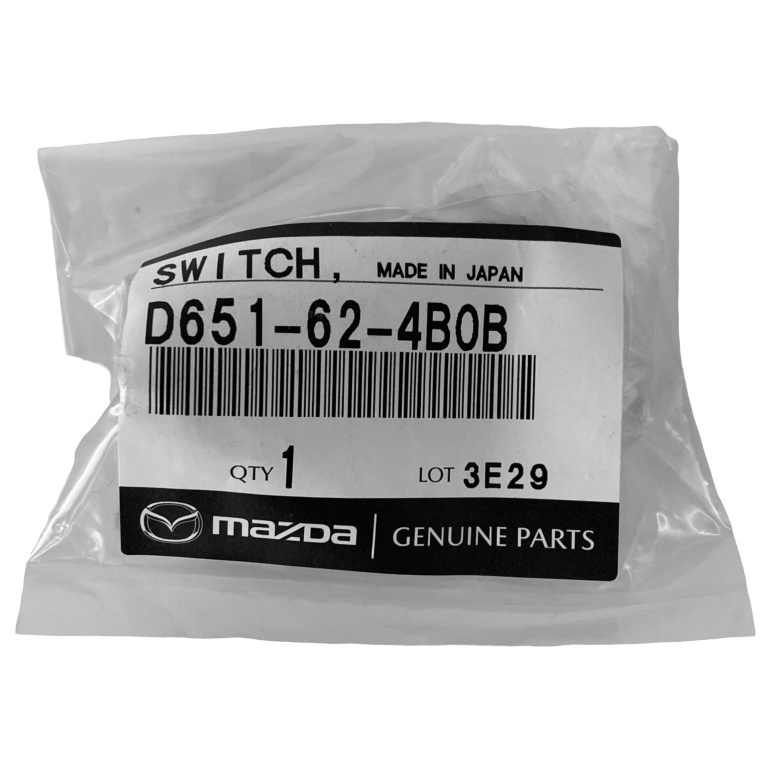 SWITCH, MADE IN JAPAN
D651-62-4B0B
QTY 1 LOT 3E29
mazda | GENUINE PARTS